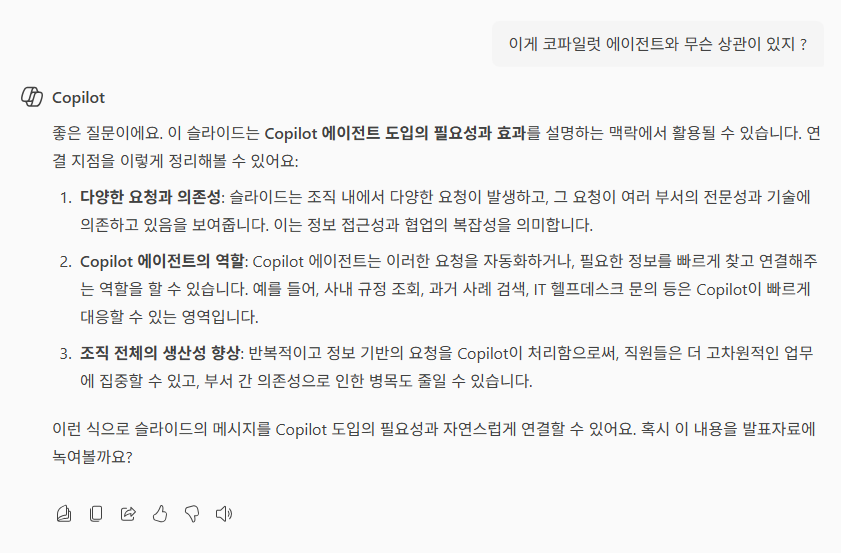 이게 코파일럿 에이전트와 무슨 상관이 있지 ?
Copilot
좋은 질문이에요. 이 슬라이드는 Copilot 에이전트 도입의 필요성과 효과를 설명하는 맥락에서 활용될 수 있습니다. 연
결 지점을 이렇게 정리해볼 수 있어요:
1. 다양한 요청과 의존성: 슬라이드는 조직 내에서 다양한 요청이 발생하고, 그 요청이 여러 부서의 전문성과 기술에
의존하고 있음을 보여줍니다. 이는 정보 접근성과 협업의 복잡성을 의미합니다.
2. Copilot 에이전트의 역할: Copilot 에이전트는 이러한 요청을 자동화하거나, 필요한 정보를 빠르게 찾고 연결해주
는 역할을 할 수 있습니다. 예를 들어, 사내 규정 조회, 과거 사례 검색, IT 헬프데스크 문의 등은 Copilot이 빠르게
대응할 수 있는 영역입니다.
3. 조직 전체의 생산성 향상: 반복적이고 정보 기반의 요청을 Copilot이 처리함으로써, 직원들은 더 고차원적인 업무
에 집중할 수 있고, 부서 간 의존성으로 인한 병목도 줄일 수 있습니다.
이런 식으로 슬라이드의 메시지를 Copilot 도입의 필요성과 자연스럽게 연결할 수 있어요. 혹시 이 내용을 발표자료에
녹여볼까요?